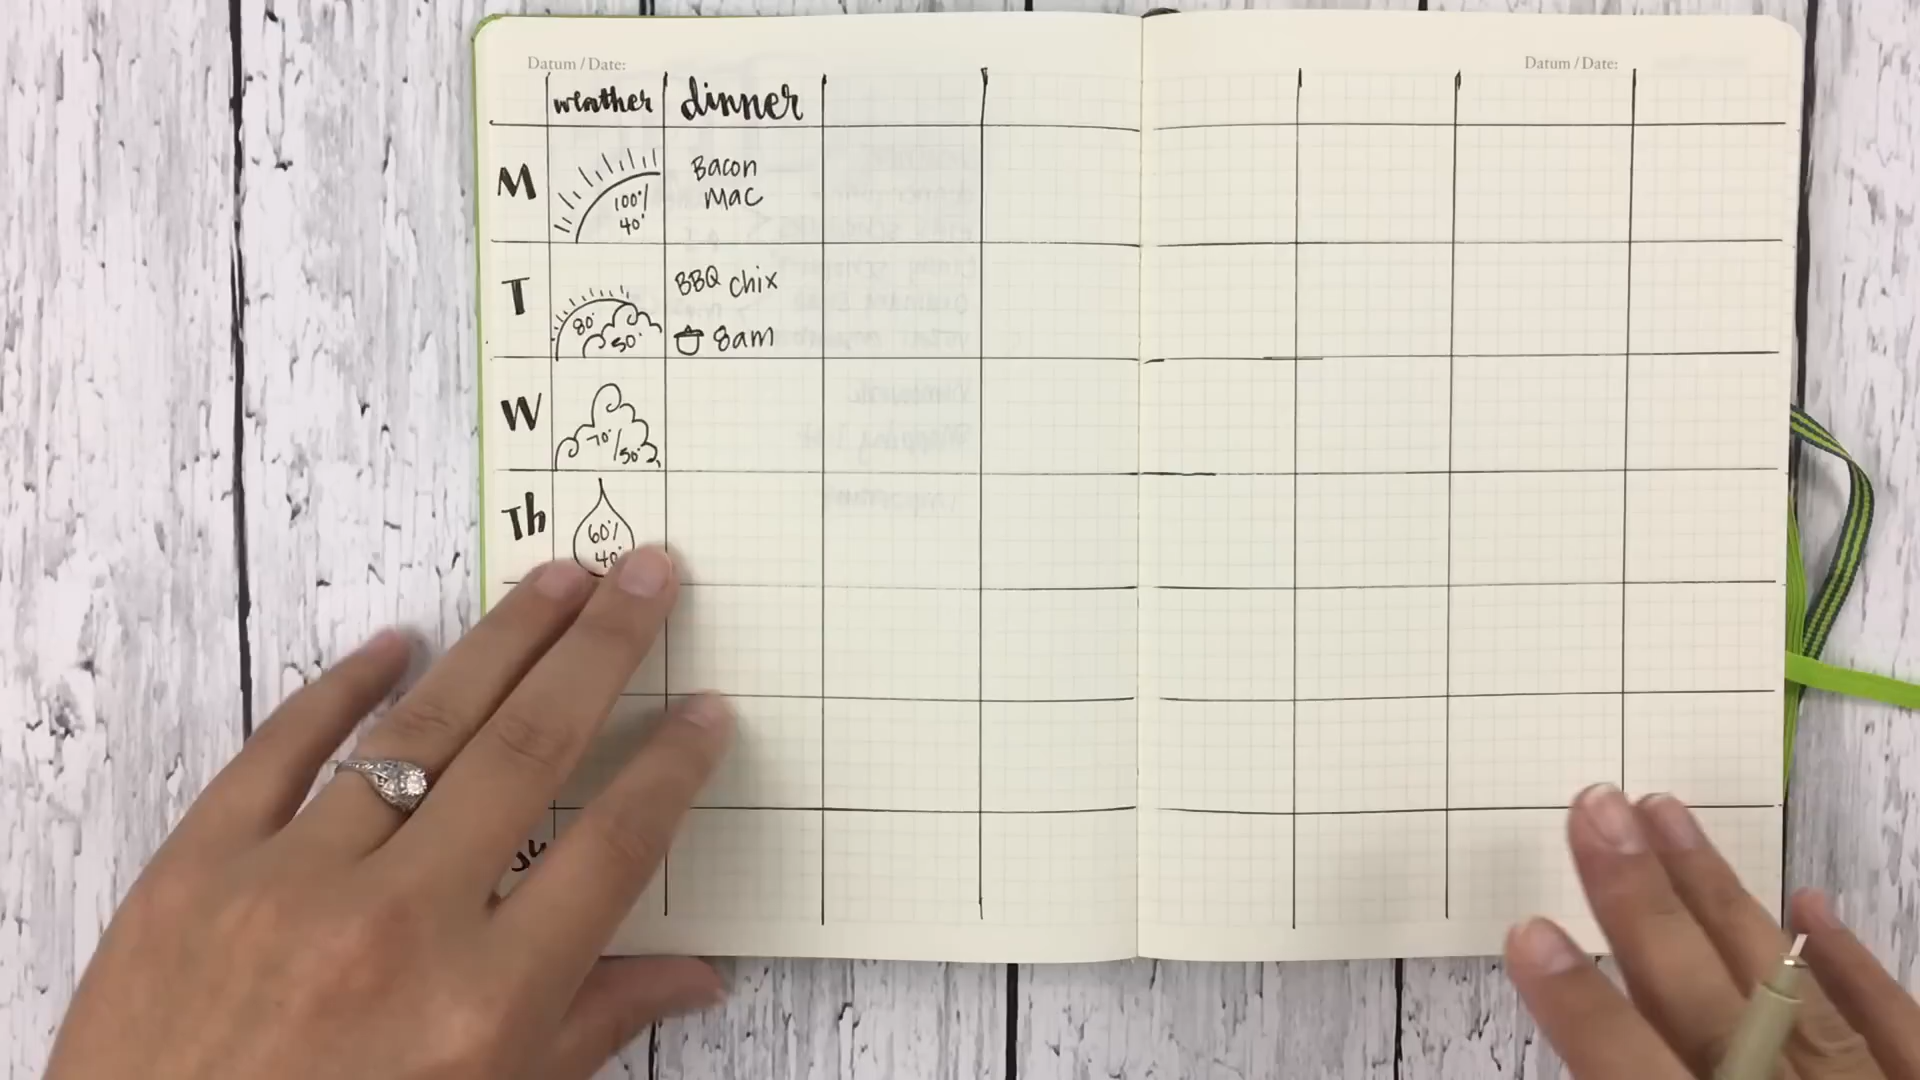 Datum / Date:
Datum / Date:
weather dinner
M
100°/
40°
Bacon
Mac
T
80°
50°
BBQ chix
8am
W
70°/
50°
Th
60°/
40°